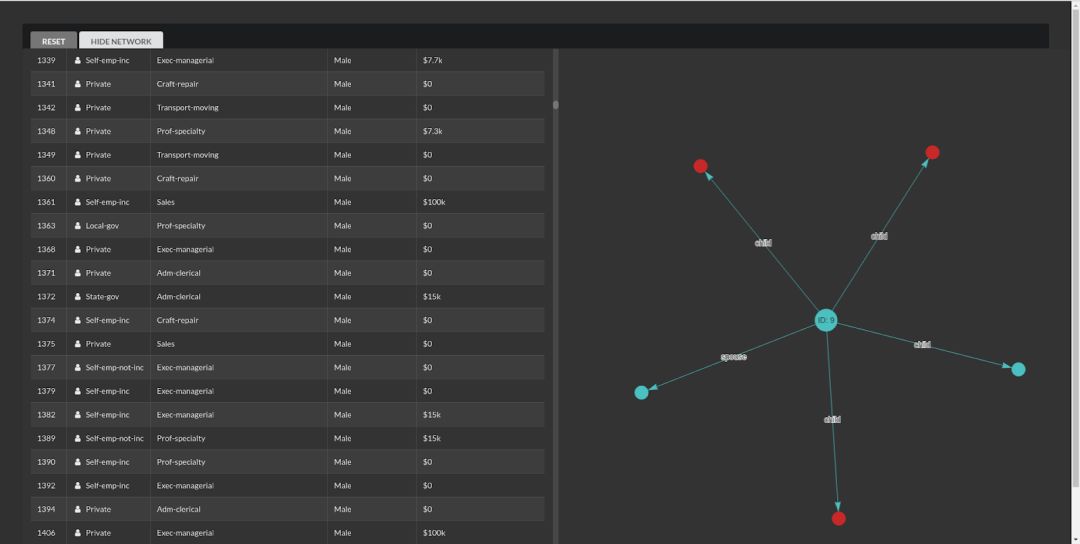 RESET HIDE NETWORK
1339 Self-emp-inc Exec-managerial Male $7.7k
1341 Private Craft-repair Male $0
1342 Private Transport-moving Male $0
1348 Private Prof-specialty Male $7.3k
1349 Private Transport-moving Male $0
1360 Private Craft-repair Male $0
1361 Self-emp-inc Sales Male $100k
1363 Local-gov Prof-specialty Male $0
1368 Private Exec-managerial Male $0
1371 Private Adm-clerical Male $0
1372 State-gov Adm-clerical Male $15k
1374 Self-emp-inc Craft-repair Male $0
1375 Private Sales Male $0
1377 Self-emp-not-inc Exec-managerial Male $0
1379 Self-emp-inc Exec-managerial Male $0
1382 Self-emp-inc Exec-managerial Male $15k
1389 Self-emp-not-inc Prof-specialty Male $15k
1390 Self-emp-inc Prof-specialty Male $0
1392 Self-emp-inc Exec-managerial Male $0
1394 Private Adm-clerical Male $0
1406 Private Exec-managerial Male $100k
child
child
ID: 9
child
spouse
child